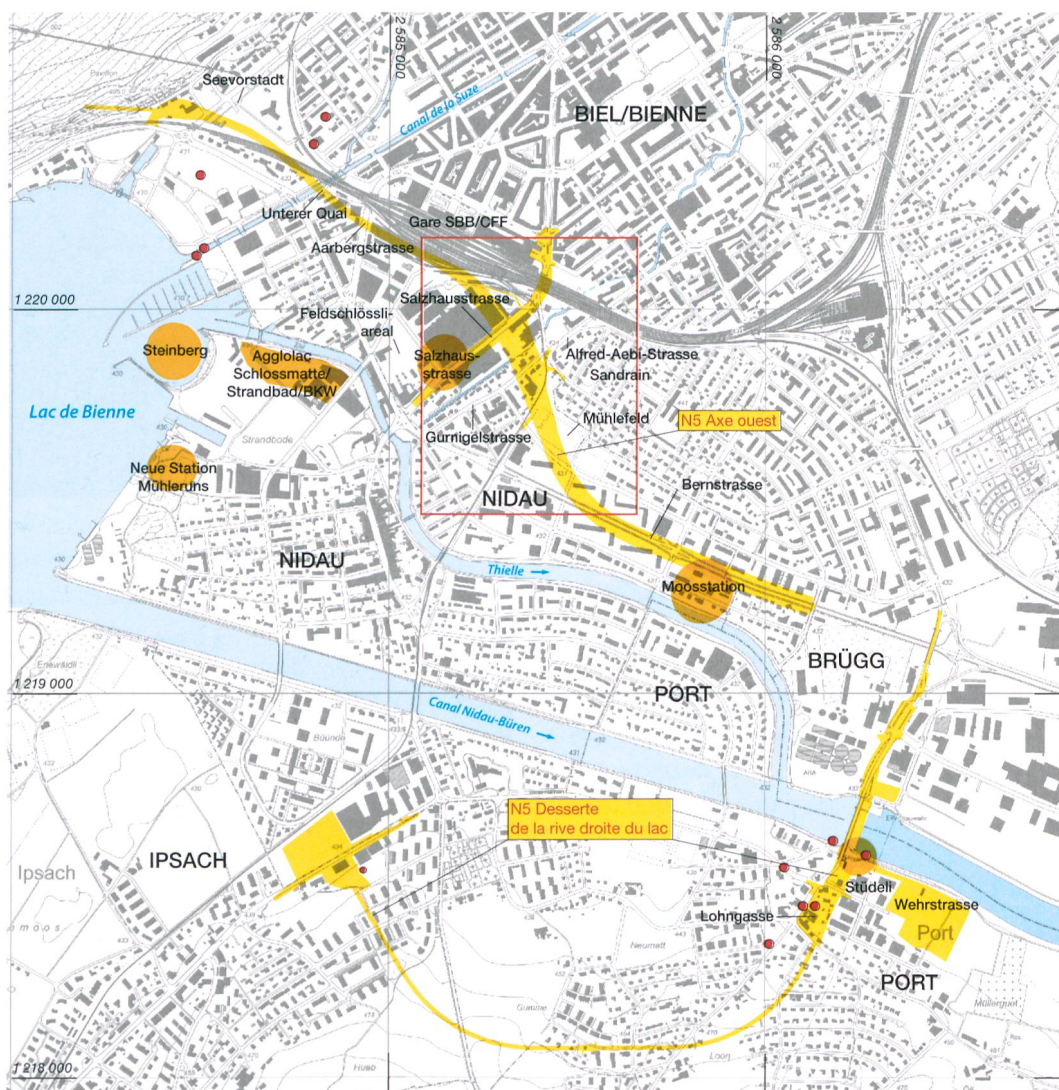 2 585 000
2 586 000
Seevorstadt
Canal de la Suze
BIEL/BIENNE
Unterer Quai
Gare SBB/CFF
Aarbergstrasse
1 220 000
Salzhausstrasse
Feldschlössli-
areal
Steinberg
Agglolac
Schlossmatte/
Strandbad/BKW
Salzhaus-
strasse
Alfred-Aebi-Strasse
Sandrain
Lac de Bienne
Strandbode
Gurnigelstrasse
Mühlefeld
N5 Axe ouest
Neue Station
Mühleruns
NIDAU
Bernstrasse
NIDAU
Thielle
Moosstation
BRÜGG
1 219 000
PORT
Canal Nidau-Büren
N5 Desserte
de la rive droite du lac
IPSACH
Ipsach
Stüdeli
Wehrstrasse
Lohngasse
Port
Neumatt
PORT
Müllerguet
Loon
1 218 000